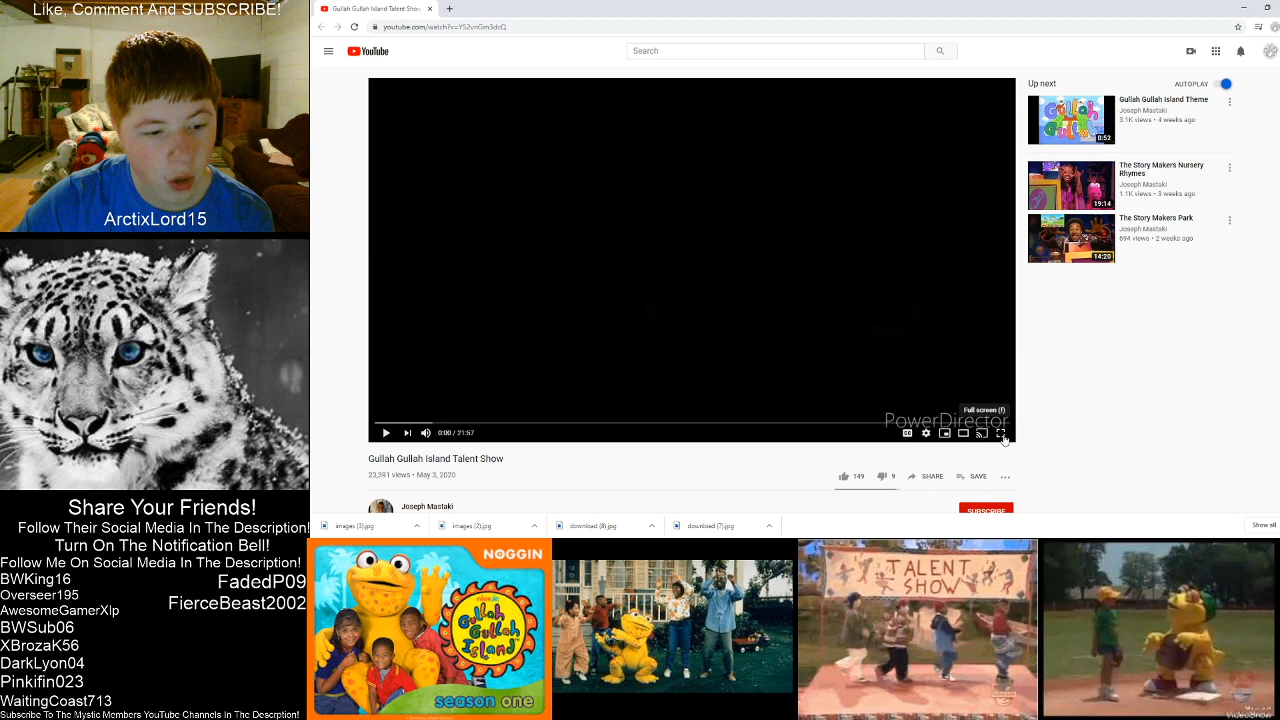 Like, Comment And SUBSCRIBE!
ArctixLord15
Share Your Friends!
Follow Their Social Media In The Description!
Turn On The Notification Bell!
Follow Me On Social Media In The Description!
BWKing16
FadedP09
Overseer195
FierceBeast2002
AwesomeGamerXlp
BWSub06
XBrozaK56
DarkLyon04
Pinkifin023
WaitingCoast713
Subscribe To The Mystic Members YouTube Channels In The Descrption!
Gullah Gullah Island Talent Show
youtube.com/watch?v=YS2vnGm3dcQ
YouTube
Search
Full screen (f)
PowerDirector
0:00 / 21:57
Gullah Gullah Island Talent Show
23,391 views • May 3, 2020
149
9
SHARE
SAVE
Joseph Mastaki
SUBSCRIBE
Up next
AUTOPLAY
Gullah Gullah Island Theme
Joseph Mastaki
3.1K views • 4 weeks ago
0:52
The Story Makers Nursery
Rhymes
Joseph Mastaki
1.1K views • 3 weeks ago
19:14
The Story Makers Park
Joseph Mastaki
694 views • 2 weeks ago
14:20
images (3).jpg
images (2).jpg
download (8).jpg
download (7).jpg
Show all
NOGGIN
nick jr.
Gullah
Gullah
Island
season one
TALENT
SHOW
VideoShow